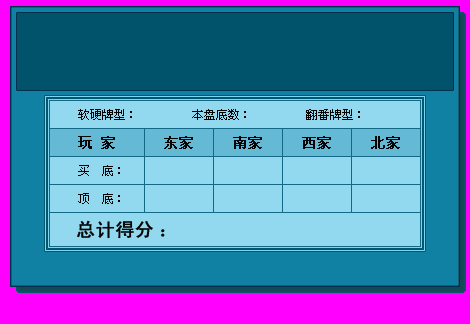 软硬牌型： 本盘底数： 翻番牌型：
玩 家 东家 南家 西家 北家
买 底：
顶 底：
总计得分：